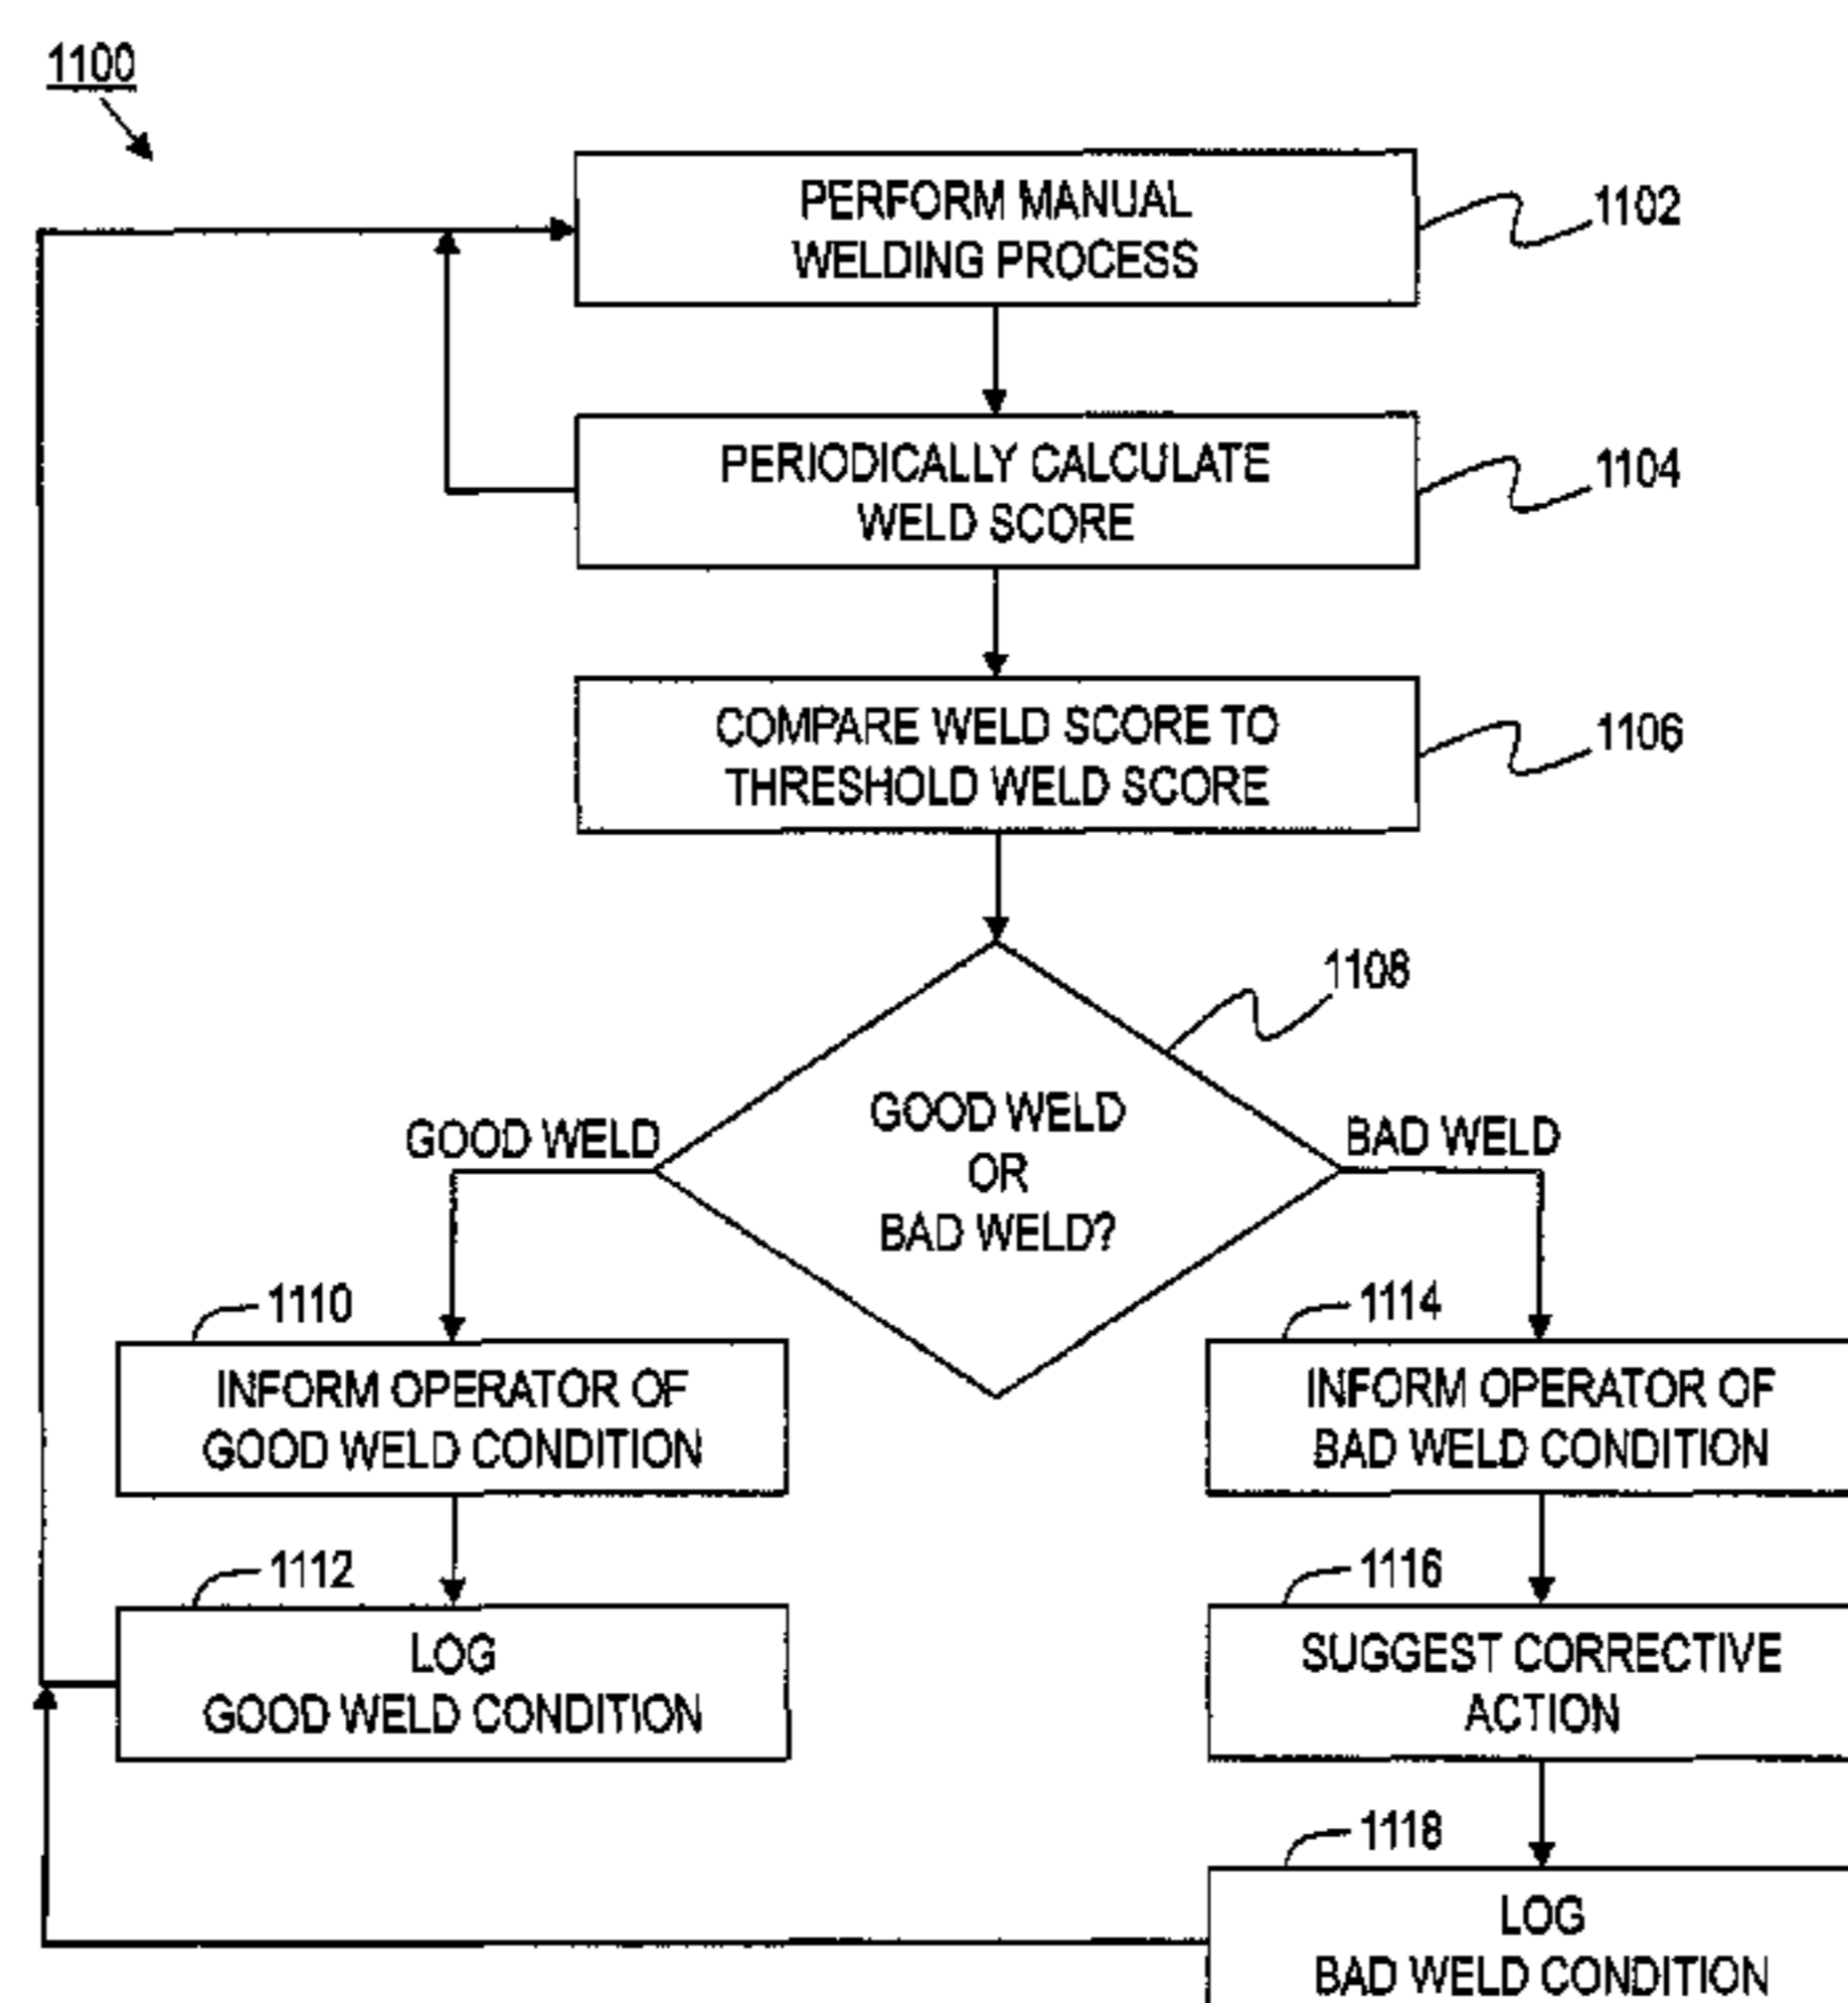 1100
PERFORM MANUAL
WELDING PROCESS
1102
PERIODICALLY CALCULATE
WELD SCORE
1104
COMPARE WELD SCORE TO
THRESHOLD WELD SCORE
1106
1108
GOOD WELD
OR
BAD WELD?
GOOD WELD
BAD WELD
1110
INFORM OPERATOR OF
GOOD WELD CONDITION
1114
INFORM OPERATOR OF
BAD WELD CONDITION
1112
LOG
GOOD WELD CONDITION
1116
SUGGEST CORRECTIVE
ACTION
1118
LOG
BAD WELD CONDITION